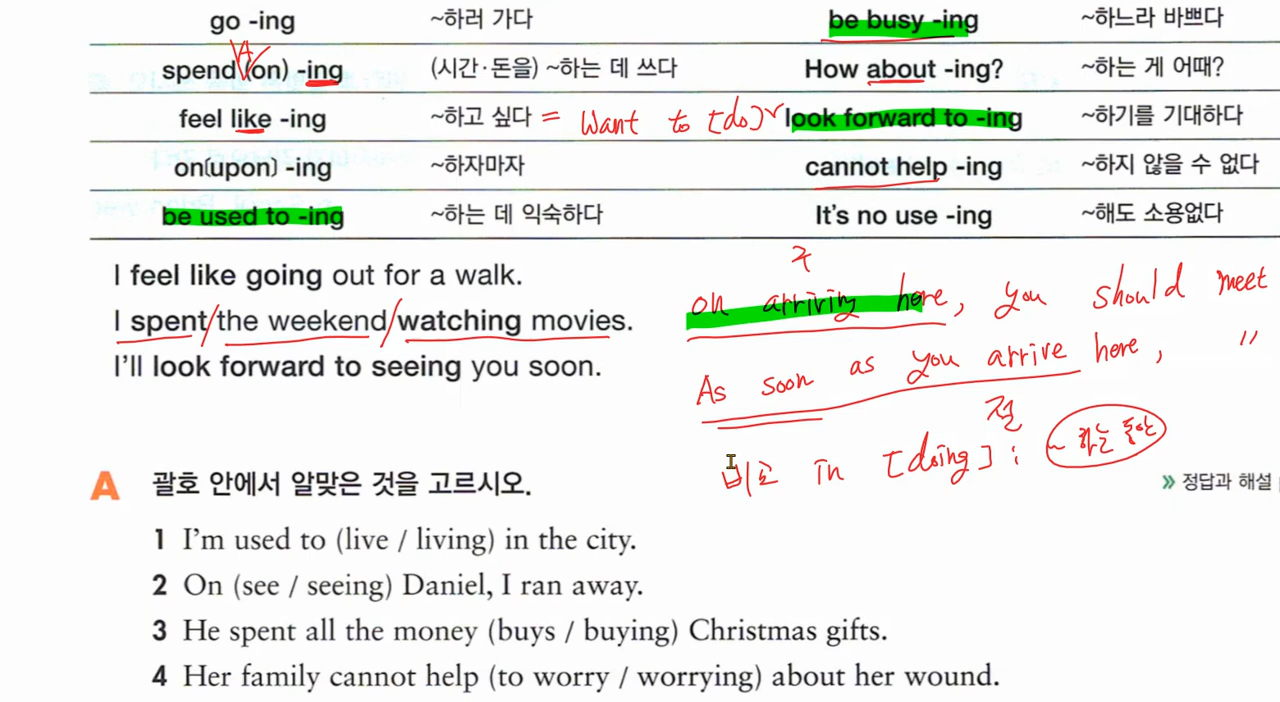 go -ing ~하러 가다 be busy -ing ~하느라 바쁘다
spend (on) -ing (시간·돈을) ~하는 데 쓰다 How about -ing? ~하는 게 어때?
feel like -ing ~하고 싶다 = want to [do] look forward to -ing ~하기를 기대하다
on(upon) -ing ~하자마자 cannot help -ing ~하지 않을 수 없다
be used to -ing ~하는 데 익숙하다 It's no use -ing ~해도 소용없다
I feel like going out for a walk.
I spent/the weekend/watching movies.
I'll look forward to seeing you soon.
구
on arriving here, you should meet
As soon as you arrive here, "
절
비교 in [doing] : ~하는 동안
A 괄호 안에서 알맞은 것을 고르시오.
» 정답과 해설
1 I'm used to (live / living) in the city.
2 On (see / seeing) Daniel, I ran away.
3 He spent all the money (buys / buying) Christmas gifts.
4 Her family cannot help (to worry / worrying) about her wound.